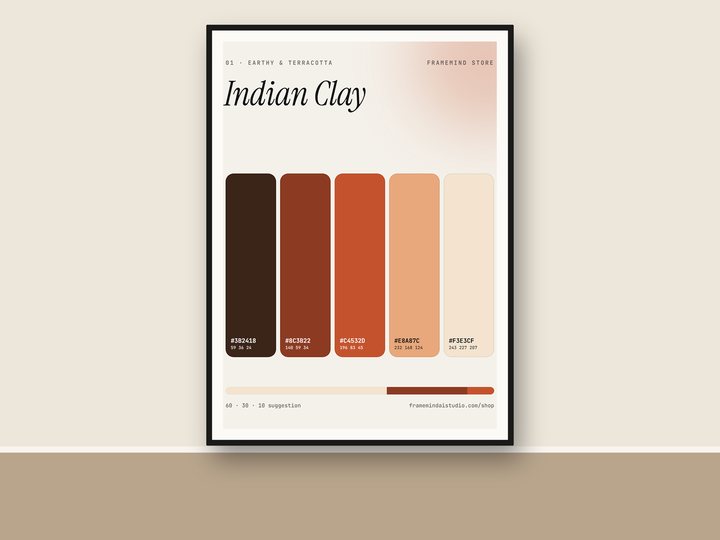 01 · EARTHY & TERRACOTTA
FRAMEMIND STORE
Indian Clay
#3B2418
59 36 24
#8C3B22
140 59 34
#C4532D
196 83 45
#E8A87C
232 168 124
#F3E3CF
243 227 207
60 · 30 · 10 suggestion
framemindaistudio.com/shop